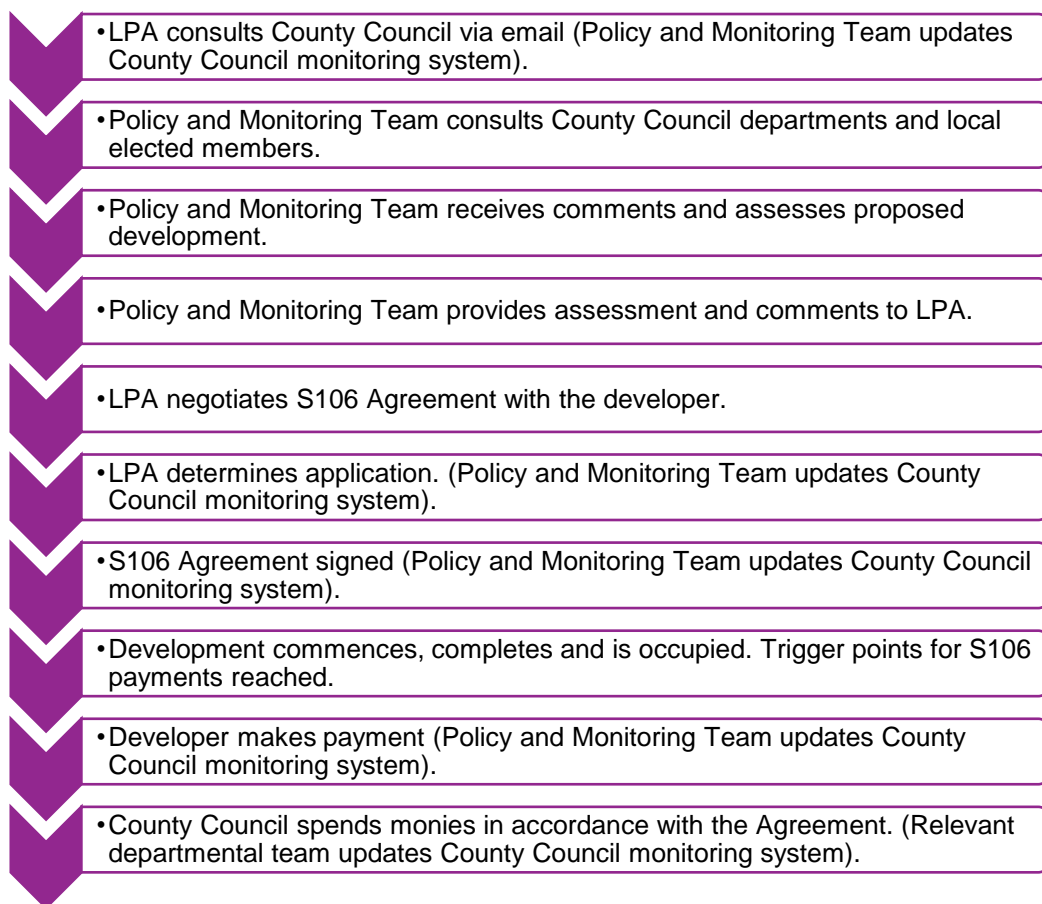 •LPA consults County Council via email (Policy and Monitoring Team updates
County Council monitoring system).
•Policy and Monitoring Team consults County Council departments and local
elected members.
•Policy and Monitoring Team receives comments and assesses proposed
development.
•Policy and Monitoring Team provides assessment and comments to LPA.
•LPA negotiates S106 Agreement with the developer.
•LPA determines application. (Policy and Monitoring Team updates County
Council monitoring system).
•S106 Agreement signed (Policy and Monitoring Team updates County Council
monitoring system).
•Development commences, completes and is occupied. Trigger points for S106
payments reached.
•Developer makes payment (Policy and Monitoring Team updates County
Council monitoring system).
•County Council spends monies in accordance with the Agreement. (Relevant
departmental team updates County Council monitoring system).